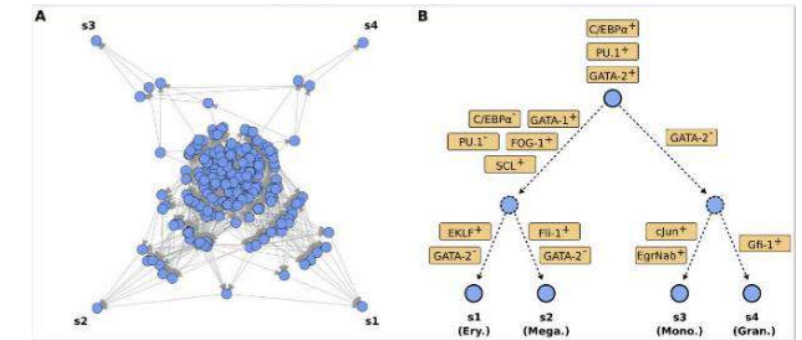 A
s3
s4
s2
s1
B
C/EBPα+
PU.1+
GATA-2+
C/EBPα- GATA-1+
PU.1- FOG-1+
SCL+
GATA-2-
EKLF+ Fli-1+ cJun+
GATA-2- GATA-2- EgrNab+ Gfi-1+
s1 s2 s3 s4
(Ery.) (Mega.) (Mono.) (Gran.)